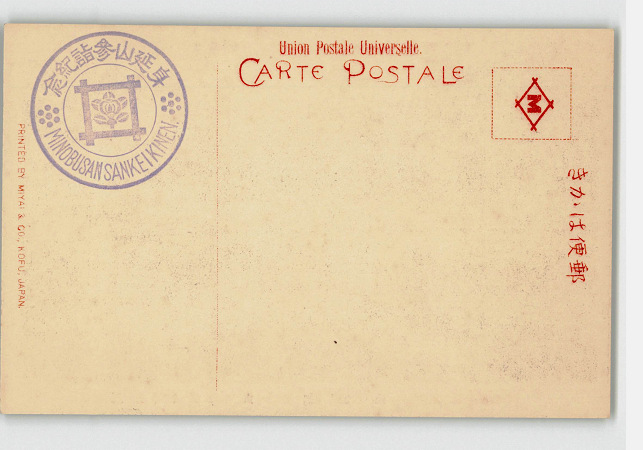 Union Postale Universelle.
CARTE POSTALE
身延山参詣紀念
MINOBUSAN SANKEI KINEN
M
きかは便郵
PRINTED BY MIYAI & CO., KOFU, JAPAN.